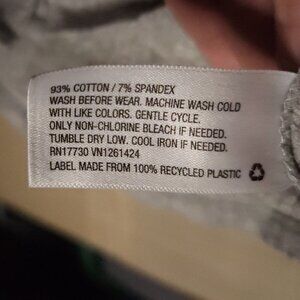 93% COTTON / 7% SPANDEX
WASH BEFORE WEAR. MACHINE WASH COLD
WITH LIKE COLORS. GENTLE CYCLE.
ONLY NON-CHLORINE BLEACH IF NEEDED.
TUMBLE DRY LOW. COOL IRON IF NEEDED.
RN17730 VN1261424
LABEL MADE FROM 100% RECYCLED PLASTIC